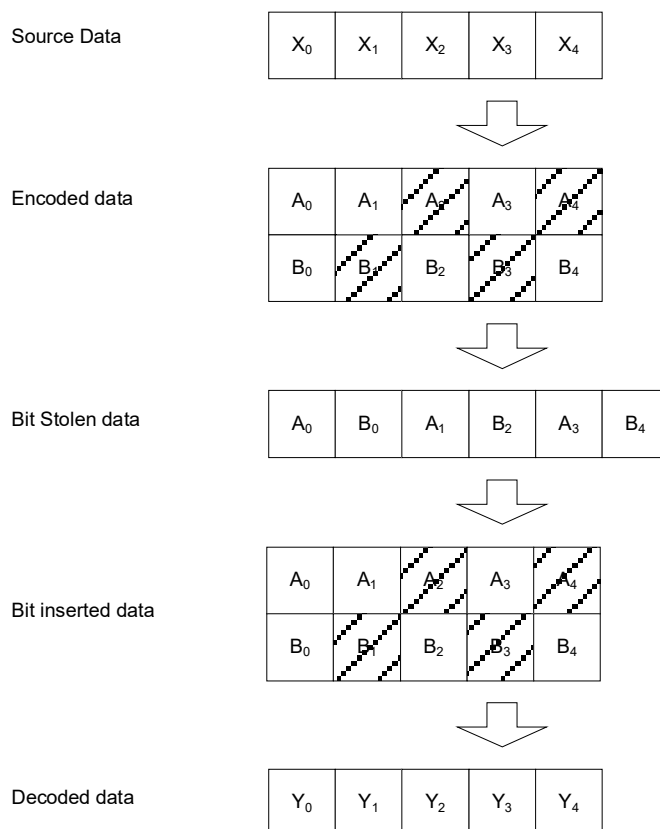 Source Data X₀ X₁ X₂ X₃ X₄
Encoded data
A₀ A₁ A₂ A₃ A₄
B₀ B₁ B₂ B₃ B₄
Bit Stolen data A₀ B₀ A₁ B₂ A₃ B₄
Bit inserted data
A₀ A₁ A₂ A₃ A₄
B₀ B₁ B₂ B₃ B₄
Decoded data Y₀ Y₁ Y₂ Y₃ Y₄